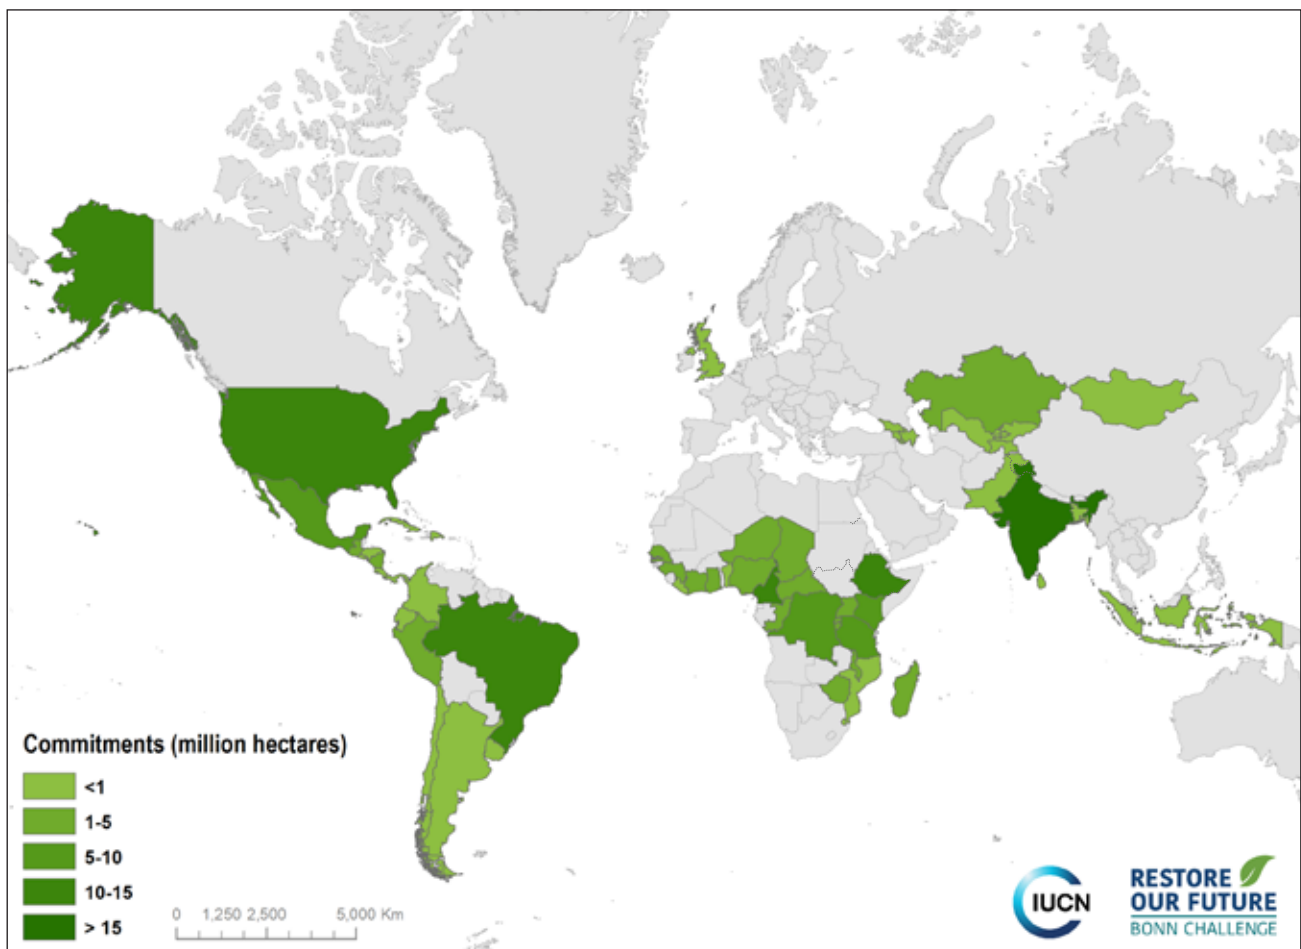 Commitments (million hectares)
<1
1-5
5-10
10-15
> 15
0 1,250 2,500 5,000 Km
IUCN
RESTORE
OUR FUTURE
BONN CHALLENGE